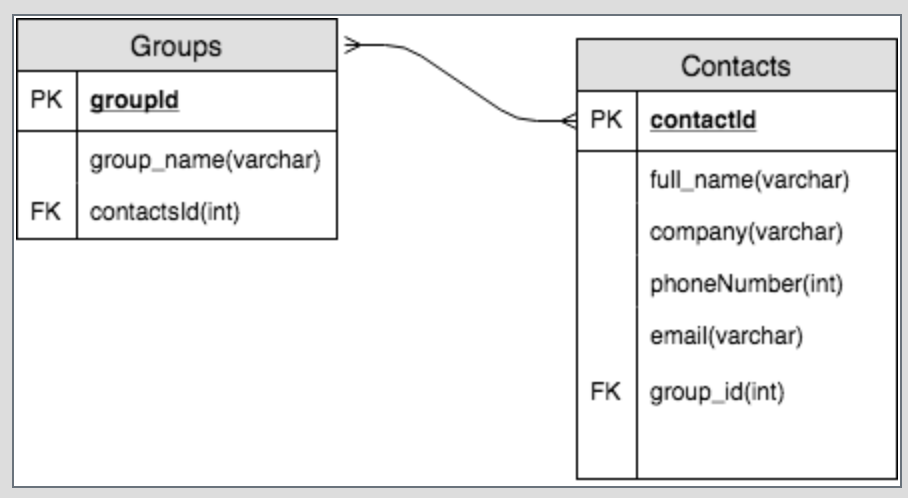 Groups
PK groupId
group_name(varchar)
FK contactsId(int)
Contacts
PK contactId
full_name(varchar)
company(varchar)
phoneNumber(int)
email(varchar)
FK group_id(int)